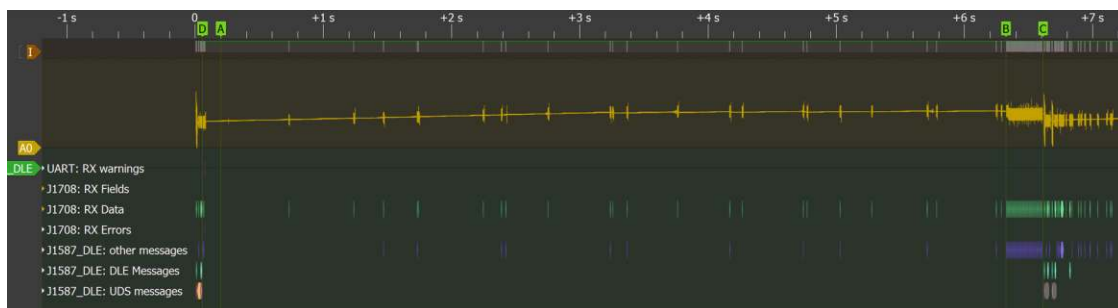 -1 s 0 +1 s +2 s +3 s +4 s +5 s +6 s +7 s
D A B C
I
A0
_DLE UART: RX warnings
J1708: RX Fields
J1708: RX Data
J1708: RX Errors
J1587_DLE: other messages
J1587_DLE: DLE Messages
J1587_DLE: UDS messages